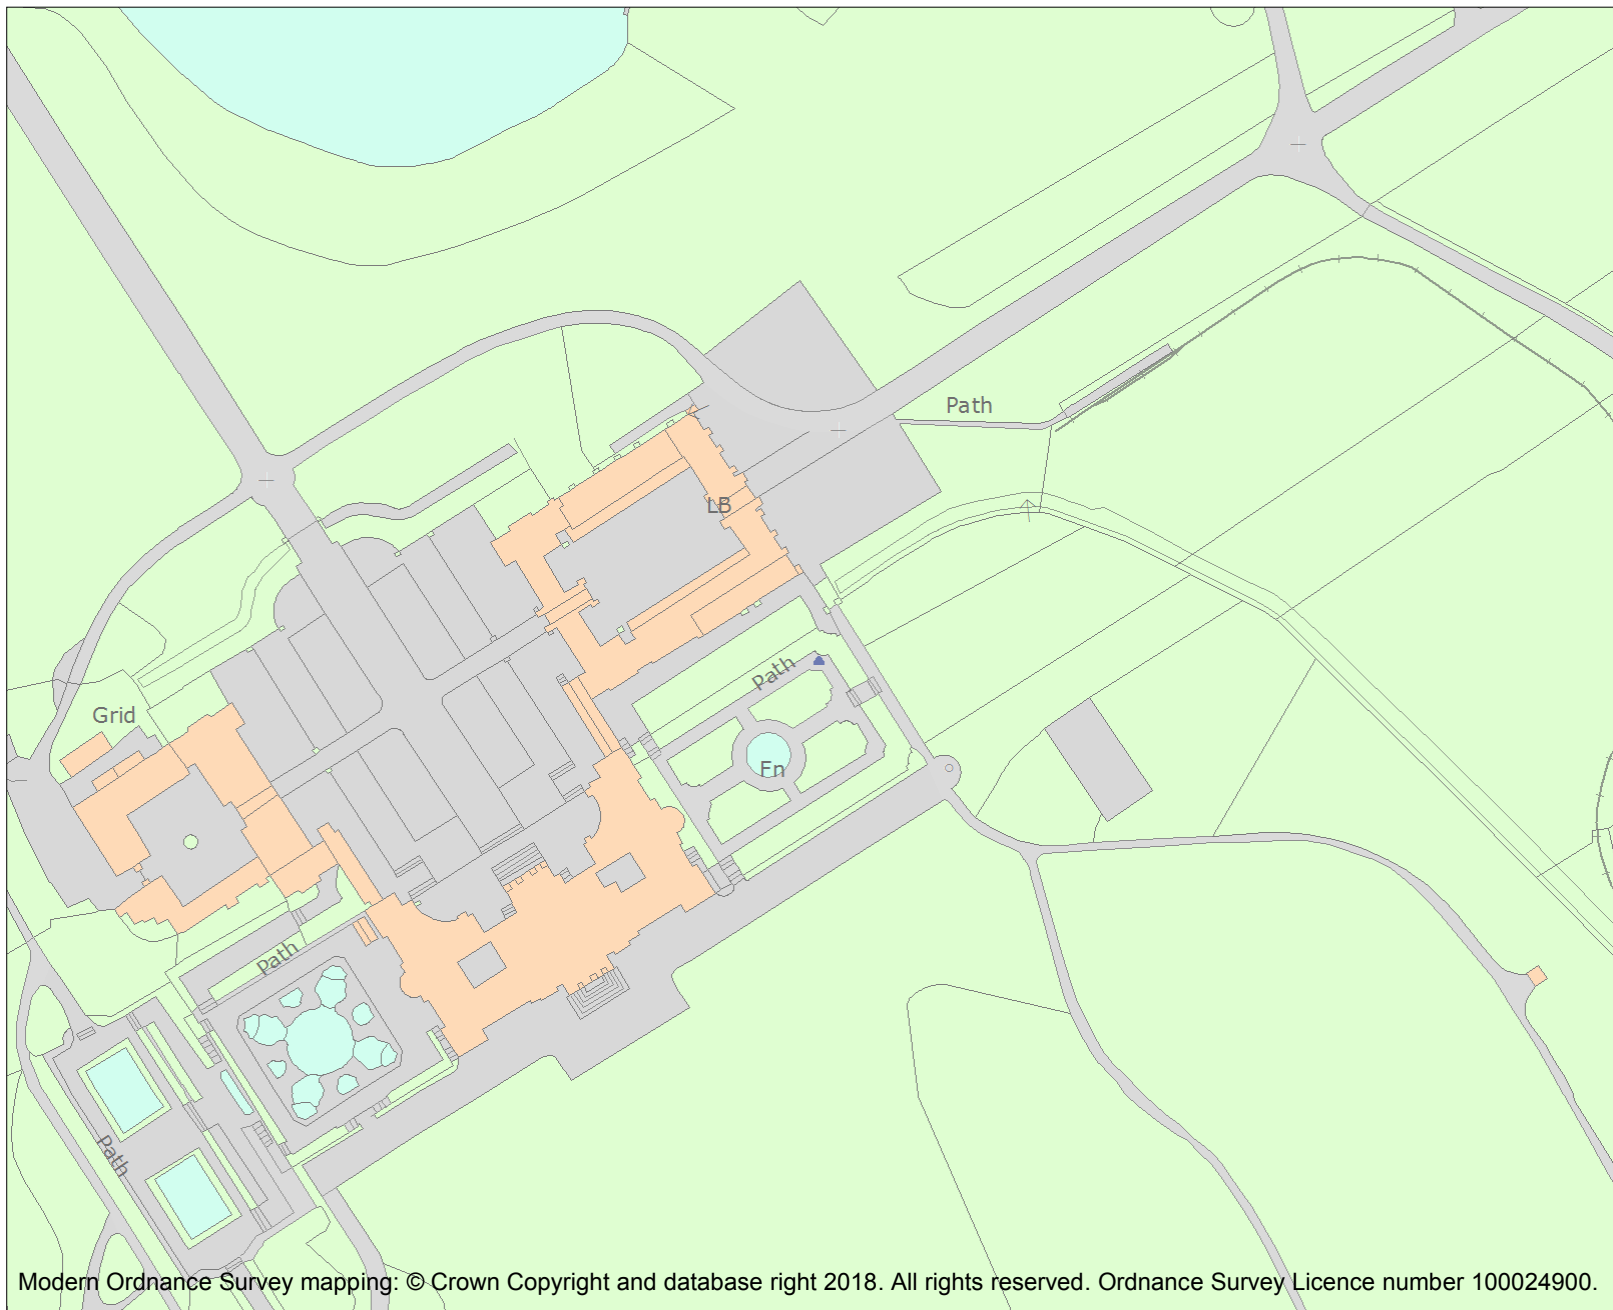 Path
LB
Path
Grid
Fn
Path
Path
Modern Ordnance Survey mapping: © Crown Copyright and database right 2018. All rights reserved. Ordnance Survey Licence number 100024900.